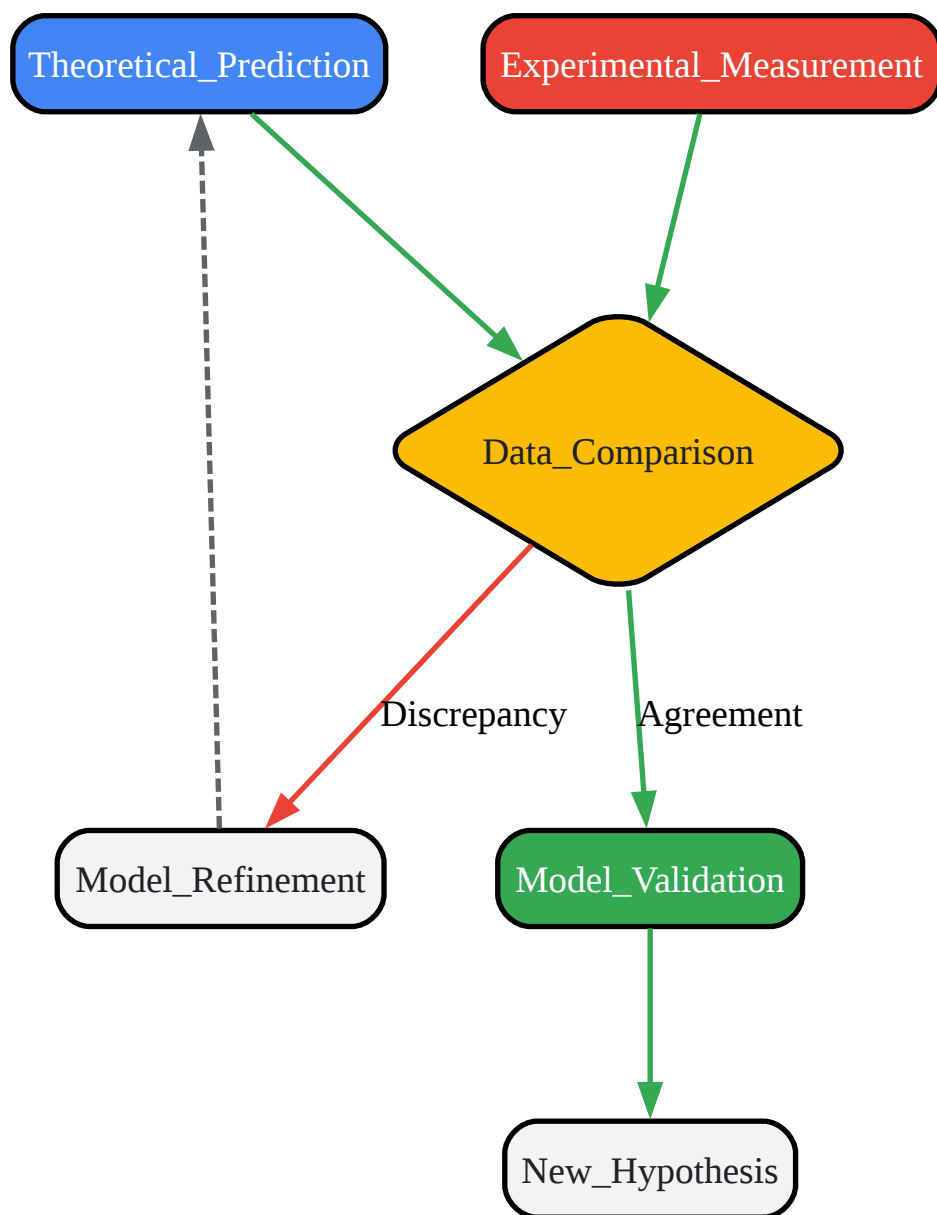 Theoretical_Prediction
Experimental_Measurement
Data_Comparison
Discrepancy
Agreement
Model_Refinement
Model_Validation
New_Hypothesis